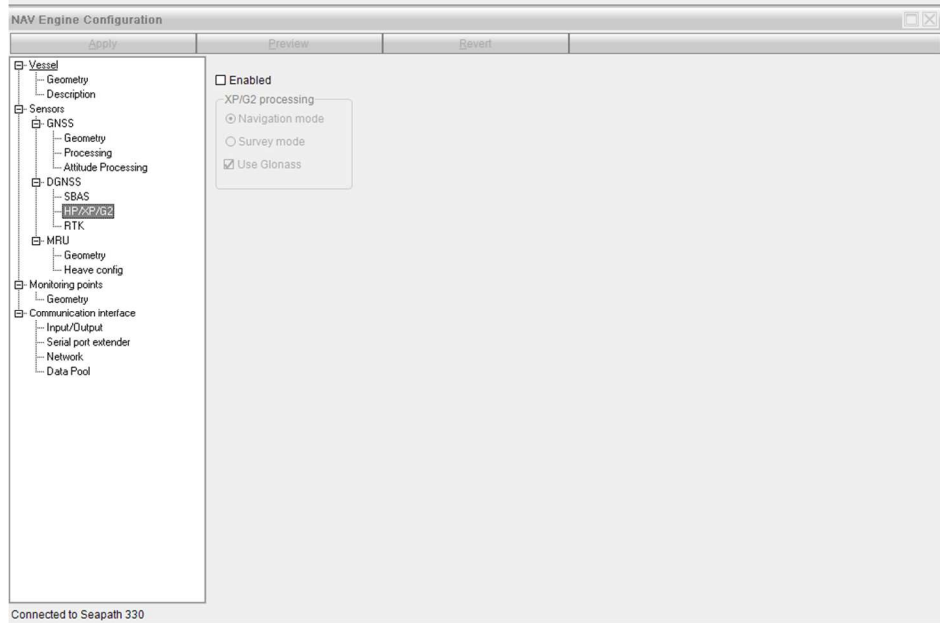 NAV Engine Configuration
Apply Preview Revert
Vessel
Geometry
Description
Sensors
GNSS
Geometry
Processing
Attitude Processing
DGNSS
SBAS
HP/XP/G2
RTK
MRU
Geometry
Heave config
Monitoring points
Geometry
Communication interface
Input/Output
Serial port extender
Network
Data Pool
Enabled
XP/G2 processing
Navigation mode
Survey mode
Use Glonass
Connected to Seapath 330